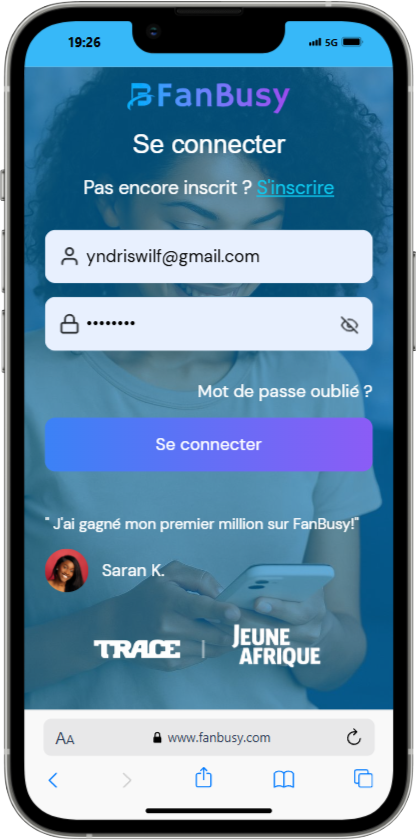 19:26
5G
FanBusy
Se connecter
Pas encore inscrit ? S'inscrire
yndriswilf@gmail.com
••••••••
Mot de passe oublié ?
Se connecter
" J'ai gagné mon premier million sur FanBusy!"
Saran K.
TRACE | JEUNE AFRIQUE
AA
www.fanbusy.com